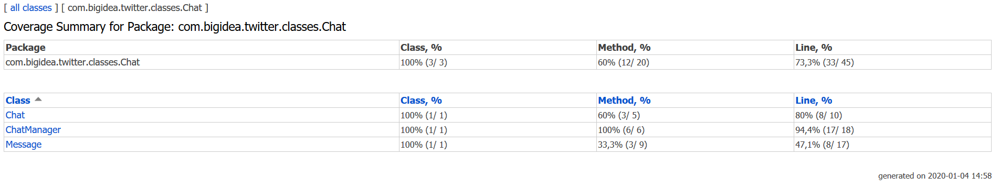 [ all classes ] [ com.bigidea.twitter.classes.Chat ]
Coverage Summary for Package: com.bigidea.twitter.classes.Chat
Package Class, % Method, % Line, %
com.bigidea.twitter.classes.Chat 100% (3/ 3) 60% (12/ 20) 73,3% (33/ 45)
Class Class, % Method, % Line, %
Chat 100% (1/ 1) 60% (3/ 5) 80% (8/ 10)
ChatManager 100% (1/ 1) 100% (6/ 6) 94,4% (17/ 18)
Message 100% (1/ 1) 33,3% (3/ 9) 47,1% (8/ 17)
generated on 2020-01-04 14:58